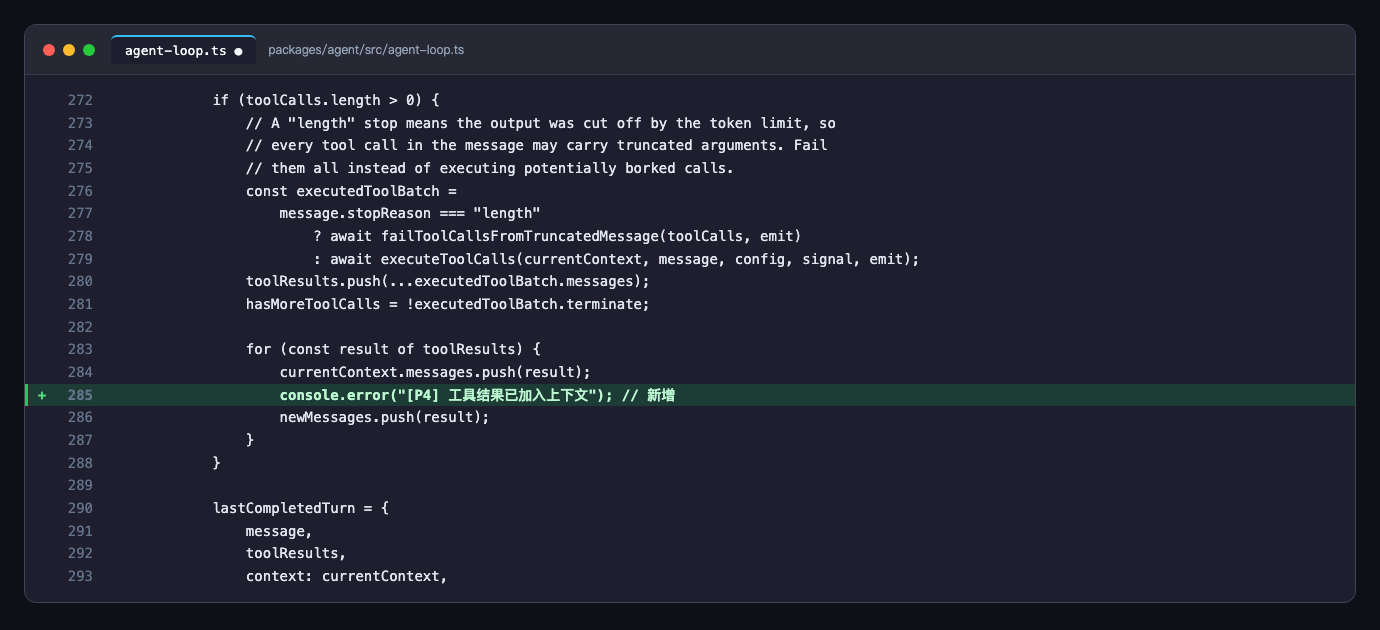 agent-loop.ts ●
packages/agent/src/agent-loop.ts
272 if (toolCalls.length > 0) {
273 // A "length" stop means the output was cut off by the token limit, so
274 // every tool call in the message may carry truncated arguments. Fail
275 // them all instead of executing potentially borked calls.
276 const executedToolBatch =
277 message.stopReason === "length"
278 ? await failToolCallsFromTruncatedMessage(toolCalls, emit)
279 : await executeToolCalls(currentContext, message, config, signal, emit);
280 toolResults.push(...executedToolBatch.messages);
281 hasMoreToolCalls = !executedToolBatch.terminate;
282
283 for (const result of toolResults) {
284 currentContext.messages.push(result);
+ 285 console.error("[P4] 工具结果已加入上下文"); // 新增
286 newMessages.push(result);
287 }
288 }
289
290 lastCompletedTurn = {
291 message,
292 toolResults,
293 context: currentContext,